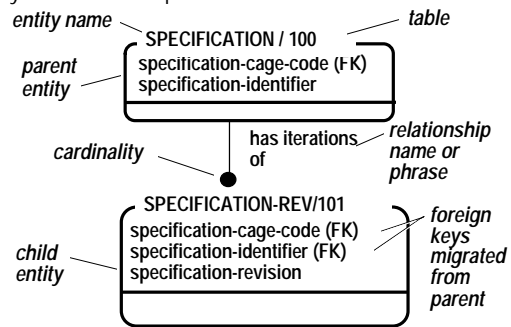 entity name
table
SPECIFICATION / 100
specification-cage-code (FK)
specification-identifier
parent
entity
has iterations
of
relationship
name or
phrase
cardinality
SPECIFICATION-REV/101
specification-cage-code (FK)
specification-identifier (FK)
specification-revision
child
entity
foreign
keys
migrated
from
parent